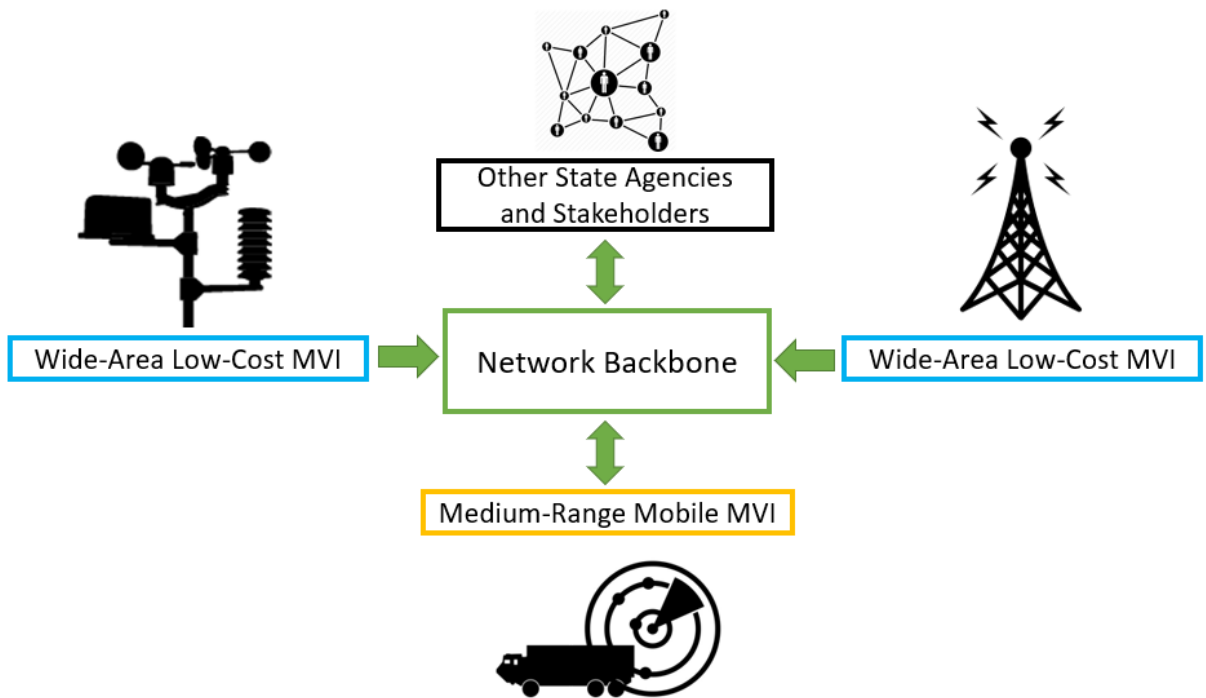 Other State Agencies
and Stakeholders
Wide-Area Low-Cost MVI
Network Backbone
Wide-Area Low-Cost MVI
Medium-Range Mobile MVI